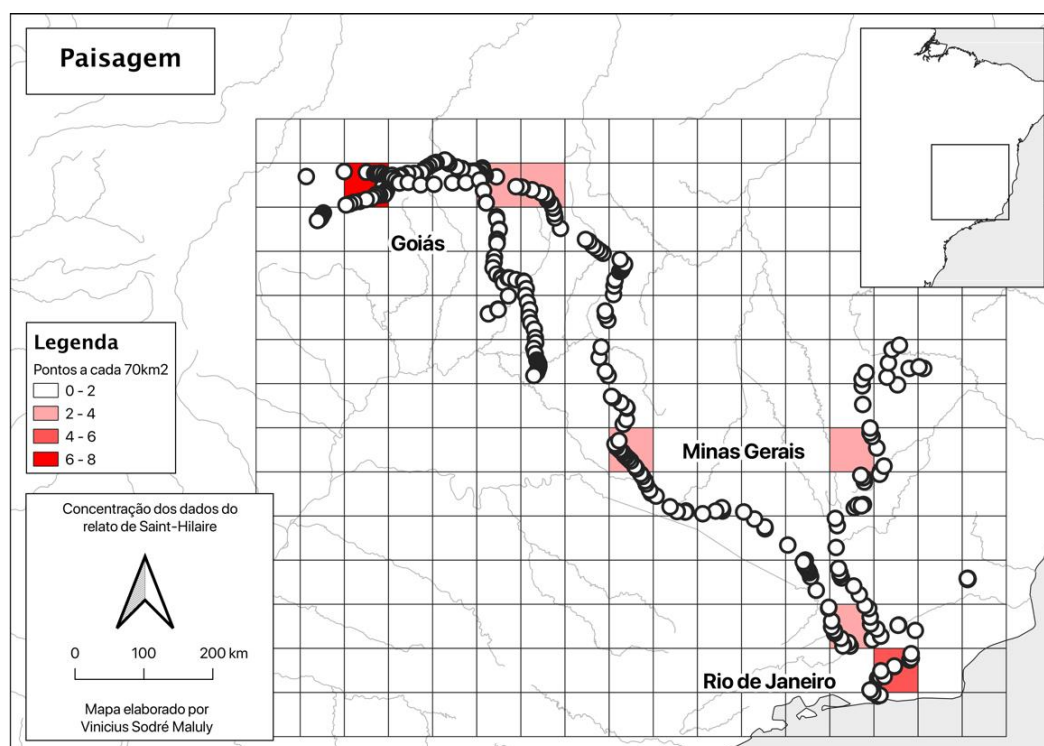 Paisagem
Goiás
Legenda
Pontos a cada 70km2
0 - 2
2 - 4
4 - 6
6 - 8
Minas Gerais
Concentração dos dados do
relato de Saint-Hilaire
0 100 200 km
Rio de Janeiro
Mapa elaborado por
Vinicius Sodré Maluly